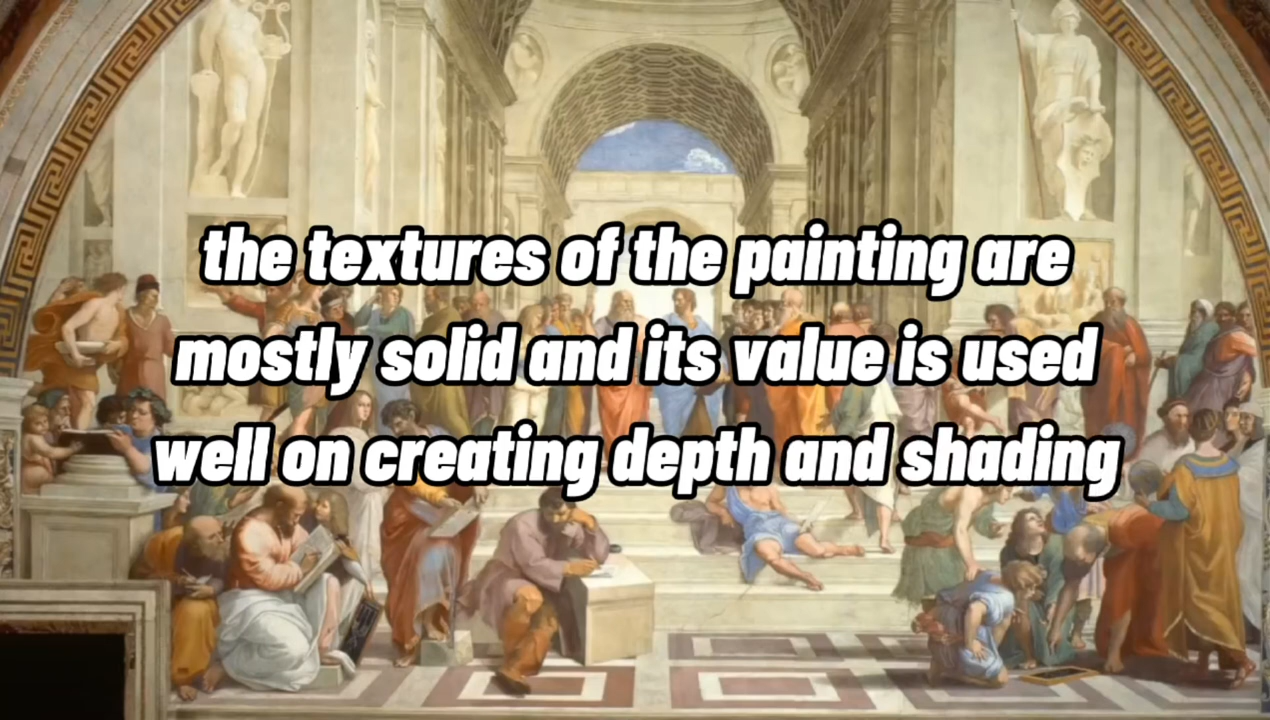 the textures of the painting are
mostly solid and its value is used
well on creating depth and shading